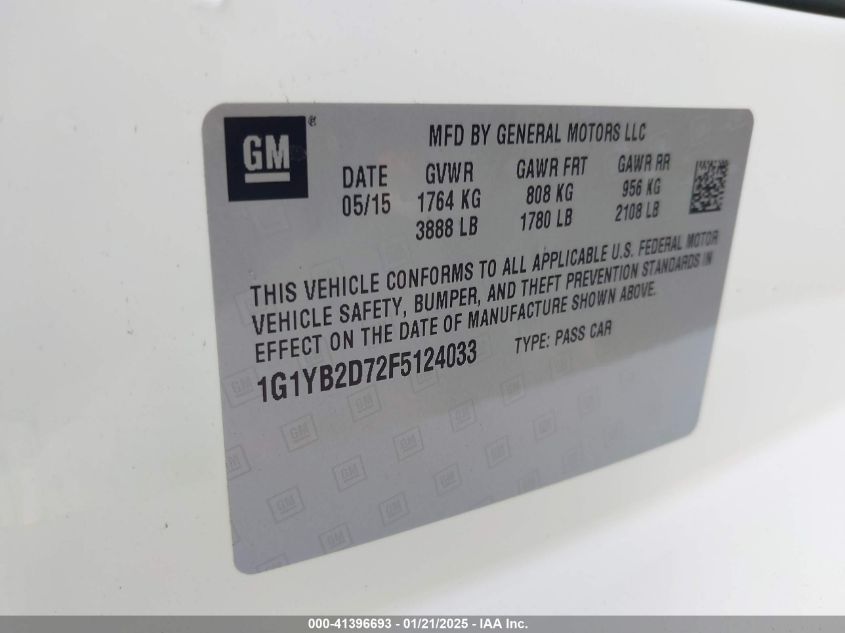 GM®
MFD BY GENERAL MOTORS LLC
DATE GVWR GAWR FRT GAWR RR
05/15 1764 KG 808 KG 956 KG
3888 LB 1780 LB 2108 LB
THIS VEHICLE CONFORMS TO ALL APPLICABLE U.S. FEDERAL MOTOR
VEHICLE SAFETY, BUMPER, AND THEFT PREVENTION STANDARDS IN
EFFECT ON THE DATE OF MANUFACTURE SHOWN ABOVE.
1G1YB2D72F5124033 TYPE: PASS CAR
000-41396693 - 01/21/2025 - IAA Inc.